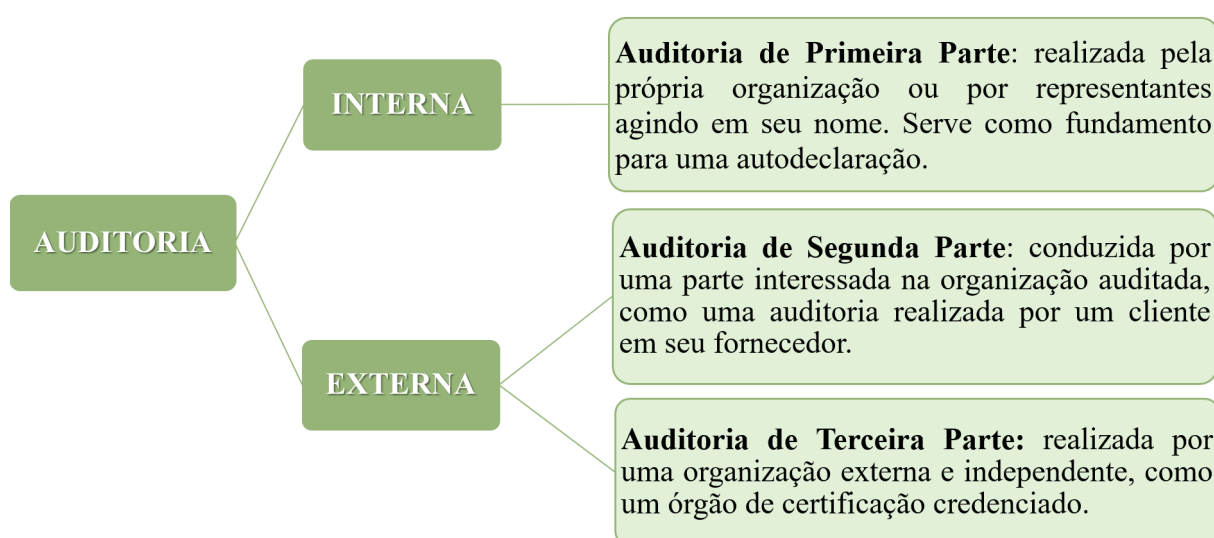 AUDITORIA
INTERNA
Auditoria de Primeira Parte: realizada pela
própria organização ou por representantes
agindo em seu nome. Serve como fundamento
para uma autodeclaração.
EXTERNA
Auditoria de Segunda Parte: conduzida por
uma parte interessada na organização auditada,
como uma auditoria realizada por um cliente
em seu fornecedor.
Auditoria de Terceira Parte: realizada por
uma organização externa e independente, como
um órgão de certificação credenciado.